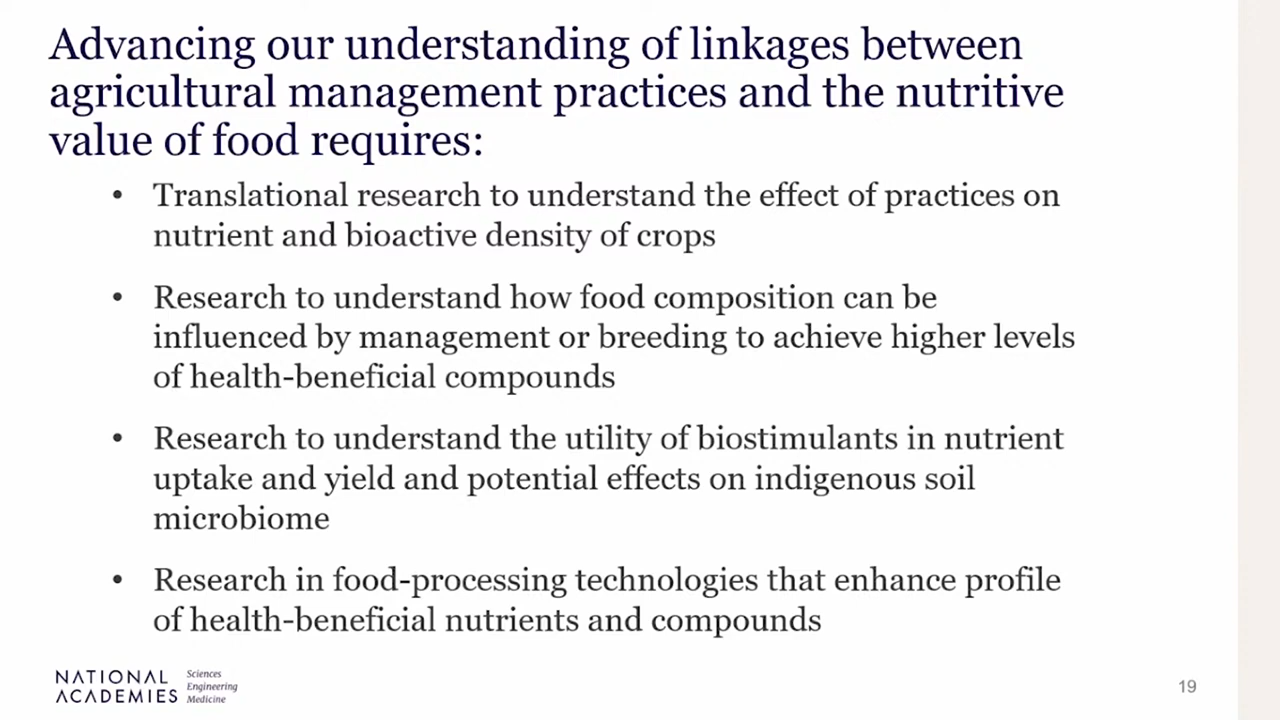 Advancing our understanding of linkages between
agricultural management practices and the nutritive
value of food requires:
• Translational research to understand the effect of practices on
nutrient and bioactive density of crops
• Research to understand how food composition can be
influenced by management or breeding to achieve higher levels
of health-beneficial compounds
• Research to understand the utility of biostimulants in nutrient
uptake and yield and potential effects on indigenous soil
microbiome
• Research in food-processing technologies that enhance profile
of health-beneficial nutrients and compounds
NATIONAL
ACADEMIES
Sciences
Engineering
Medicine
19